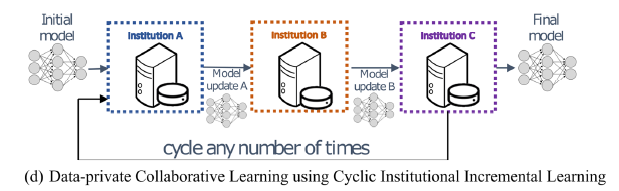 Initial
model
Institution A
Institution B
Institution C
Final
model
Model
update A
Model
update B
cycle any number of times
(d) Data-private Collaborative Learning using Cyclic Institutional Incremental Learning